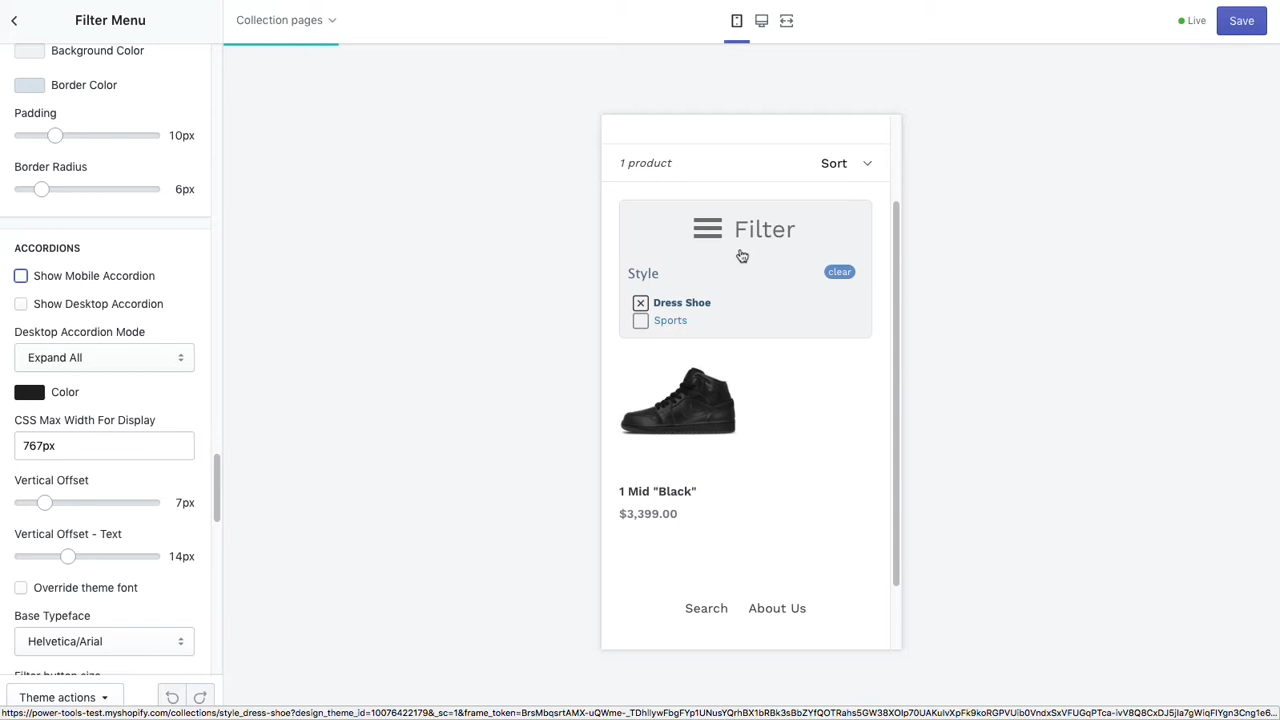 Filter Menu
Collection pages
Live
Save
Background Color
Border Color
Padding
10px
Border Radius
6px
ACCORDIONS
Show Mobile Accordion
Show Desktop Accordion
Desktop Accordion Mode
Expand All
Color
CSS Max Width For Display
767px
Vertical Offset
7px
Vertical Offset - Text
14px
Override theme font
Base Typeface
Helvetica/Arial
Theme actions
1 product
Sort
Filter
Style
clear
Dress Shoe
Sports
1 Mid "Black"
$3,399.00
Search About Us